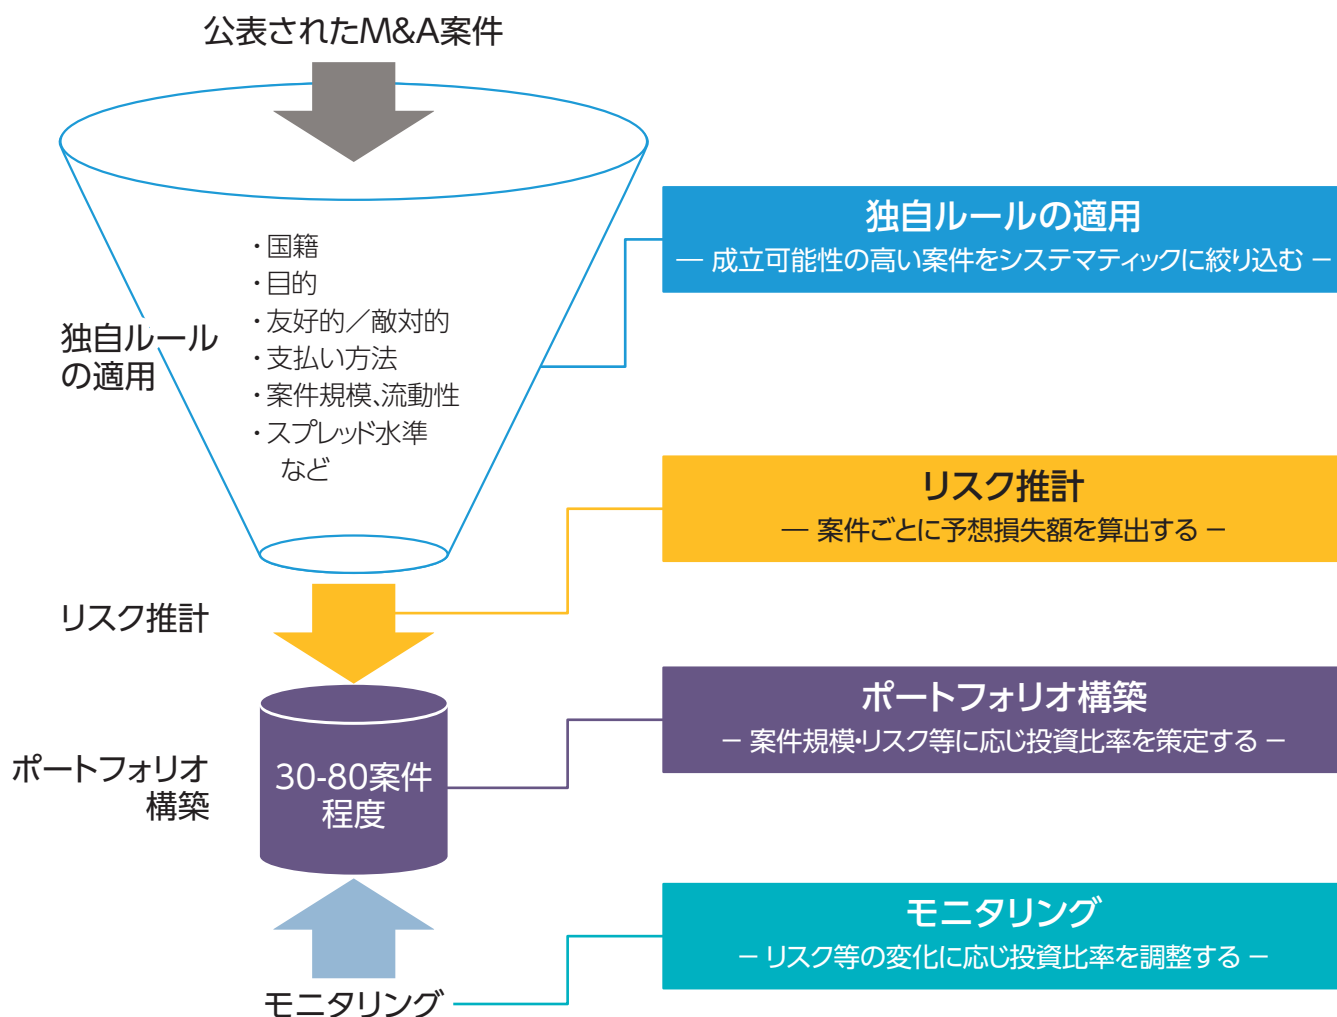 公表されたM&A案件
独自ルールの適用
― 成立可能性の高い案件をシステマティックに絞り込む －
・国籍
・目的
・友好的／敵対的
・支払い方法
・案件規模、流動性
・スプレッド水準
など
独自ルール
の適用
リスク推計
― 案件ごとに予想損失額を算出する －
リスク推計
ポートフォリオ構築
－ 案件規模・リスク等に応じ投資比率を策定する －
ポートフォリオ
構築
30-80案件
程度
モニタリング
－ リスク等の変化に応じ投資比率を調整する －
モニタリング